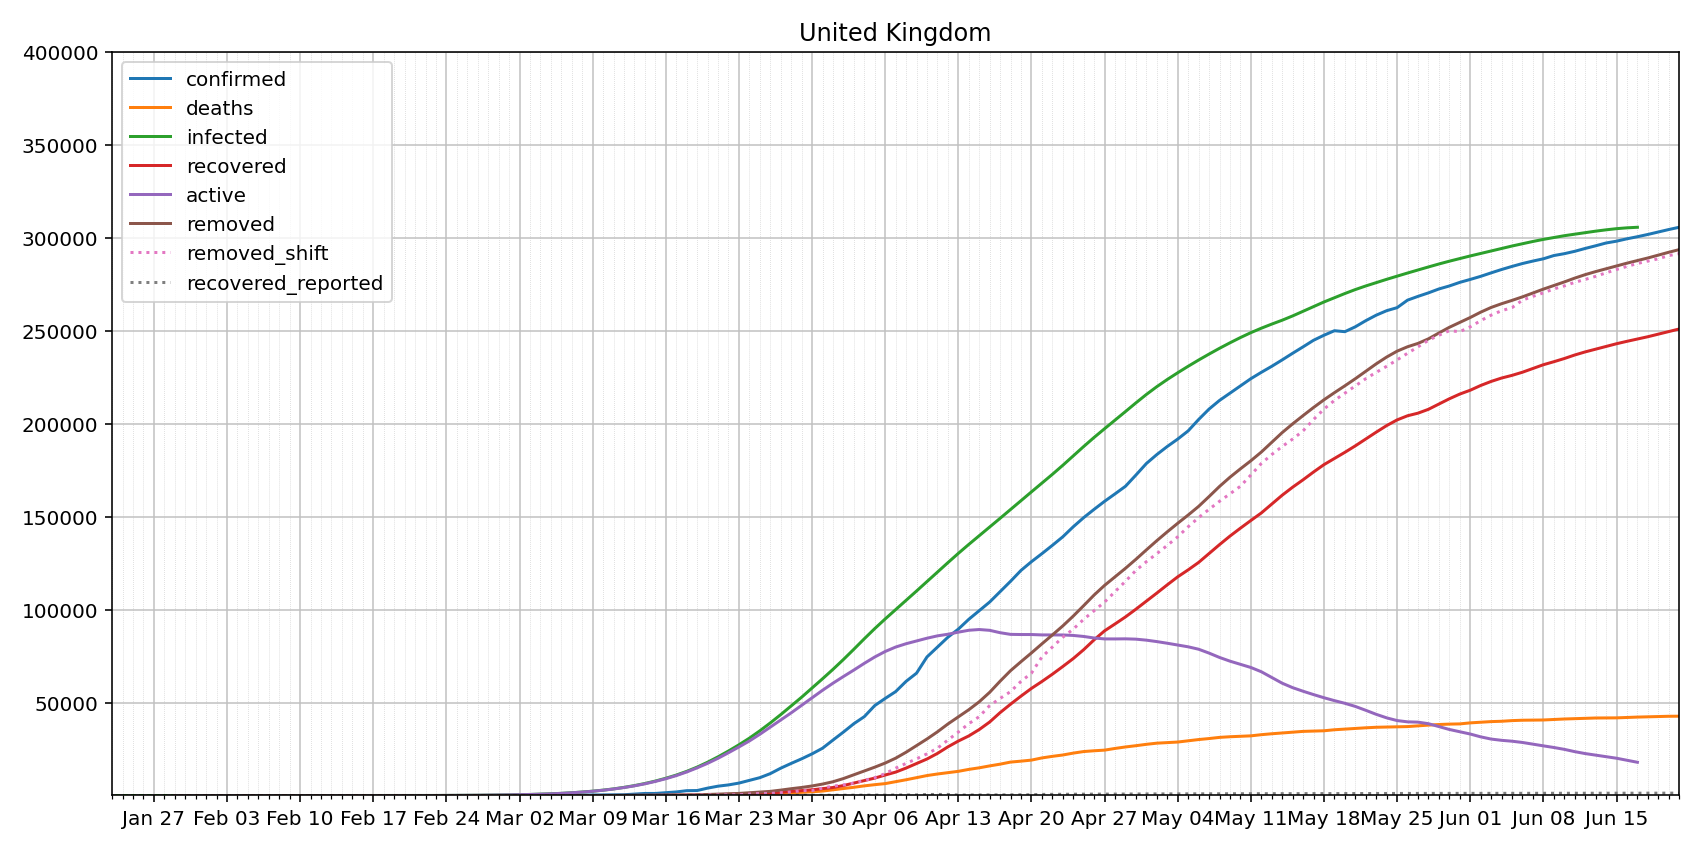 United Kingdom
400000
350000
300000
250000
200000
150000
100000
50000
confirmed
deaths
infected
recovered
active
removed
removed_shift
recovered_reported
Jan 27 Feb 03 Feb 10 Feb 17 Feb 24 Mar 02 Mar 09 Mar 16 Mar 23 Mar 30 Apr 06 Apr 13 Apr 20 Apr 27 May 04 May 11 May 18 May 25 Jun 01 Jun 08 Jun 15